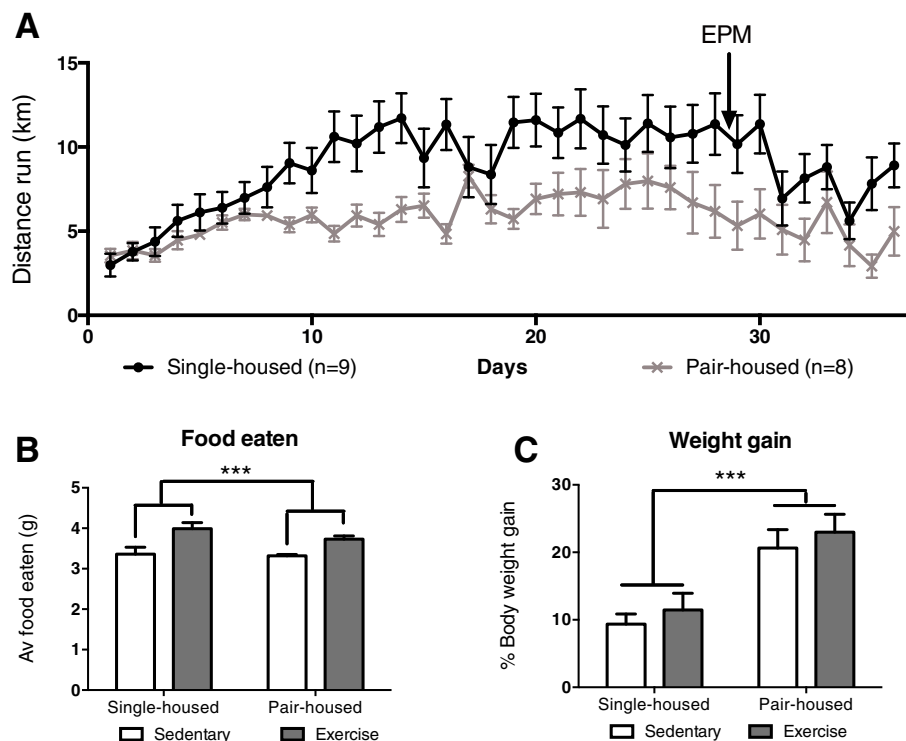 A
EPM
15
10
5
0
Distance run (km)
0 10 20 30
Single-housed (n=9) Days Pair-housed (n=8)
B
Food eaten
***
5
4
3
2
1
0
Av food eaten (g)
Single-housed Pair-housed
Sedentary Exercise
C
Weight gain
***
30
20
10
0
% Body weight gain
Single-housed Pair-housed
Sedentary Exercise